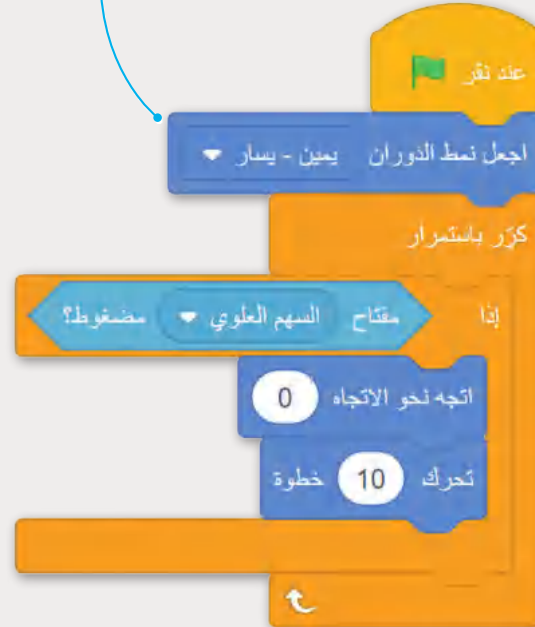 عند نقر
اجعل نمط الدوران يمين - يسار
كرّر باستمرار
إذا مفتاح السهم العلوي مضغوط؟
اتجه نحو الاتجاه 0
تحرك 10 خطوة